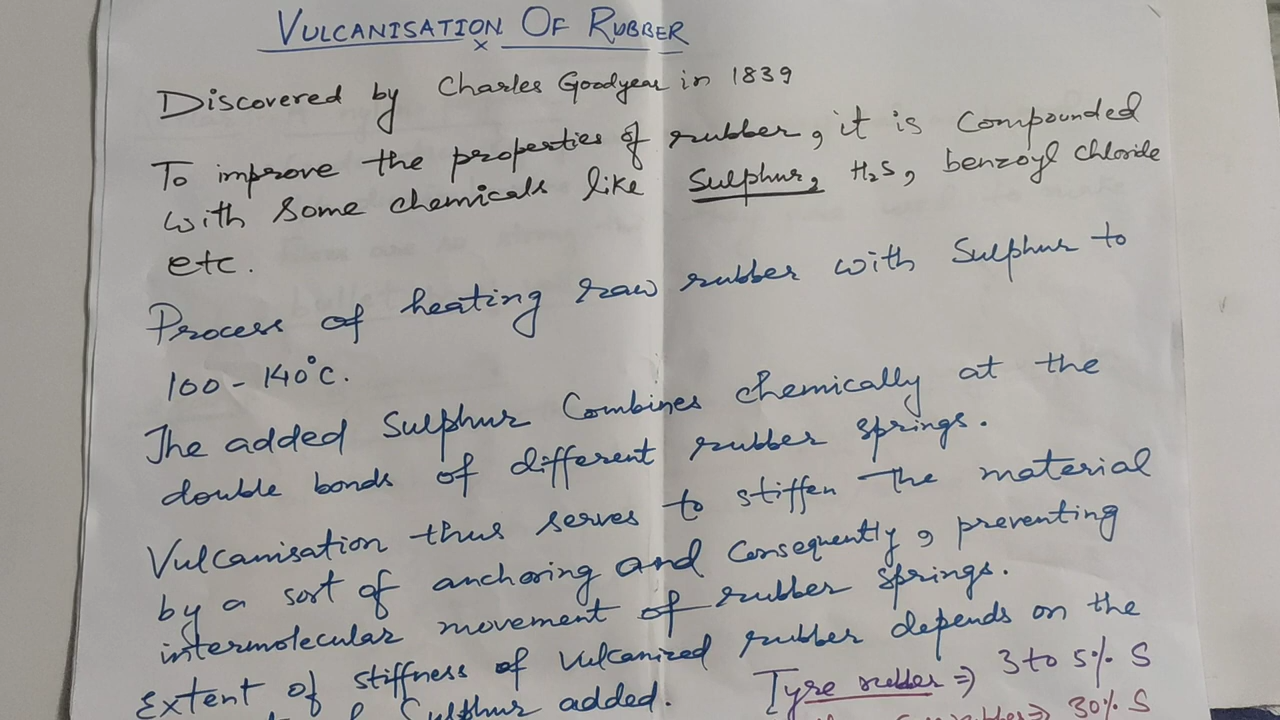 VULCANISATION OF RUBBER
x
Discovered by Charles Goodyear in 1839
To improve the properties of rubber, it is compounded
with some chemicals like Sulphur, H2S, benzoyl chloride
etc.
Process of heating raw rubber with Sulphur to
100-140°C.
The added Sulphur Combines chemically at the
double bonds of different rubber springs.
Vulcanisation thus serves to stiffen the material
by a sort of anchoring and consequently, preventing
intermolecular movement of rubber springs.
Extent of stiffness of vulcanized rubber depends on the
Sulphur added.
Tyre rubber => 3 to 5% S
=> 30% S